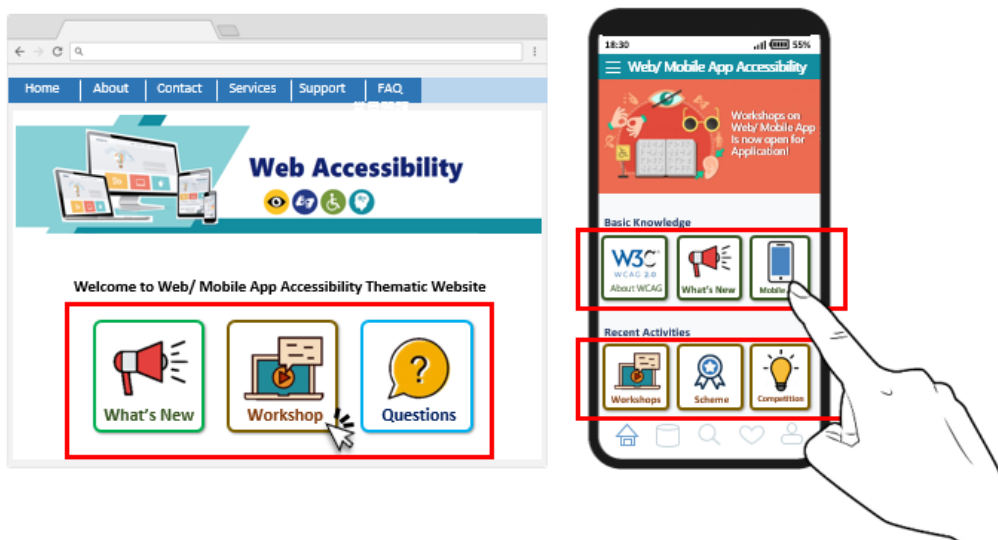 Home About Contact Services Support FAQ
Web Accessibility
Welcome to Web/ Mobile App Accessibility Thematic Website
What's New
Workshop
Questions
18:30 55%
Web/ Mobile App Accessibility
Workshops on
Web/ Mobile App
Is now open for
Application!
Basic Knowledge
W3C
WCAG 2.0
About WCAG
What's New
Mobile
Recent Activities
Workshops
Scheme
Competition